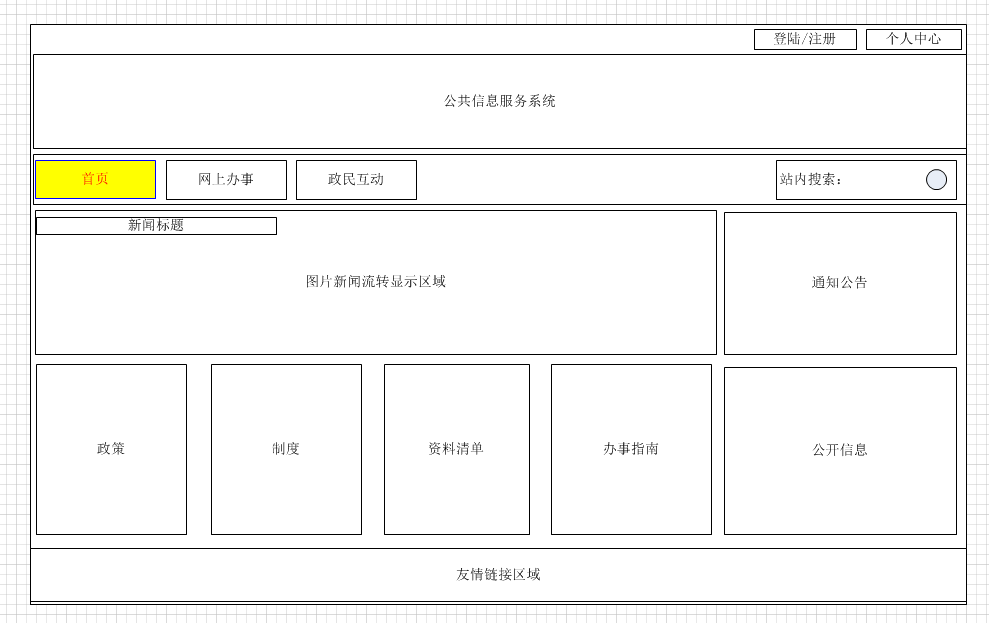 登陆/注册
个人中心
公共信息服务系统
首页
网上办事
政民互动
站内搜索:
新闻标题
图片新闻流转显示区域
通知公告
政策
制度
资料清单
办事指南
公开信息
友情链接区域